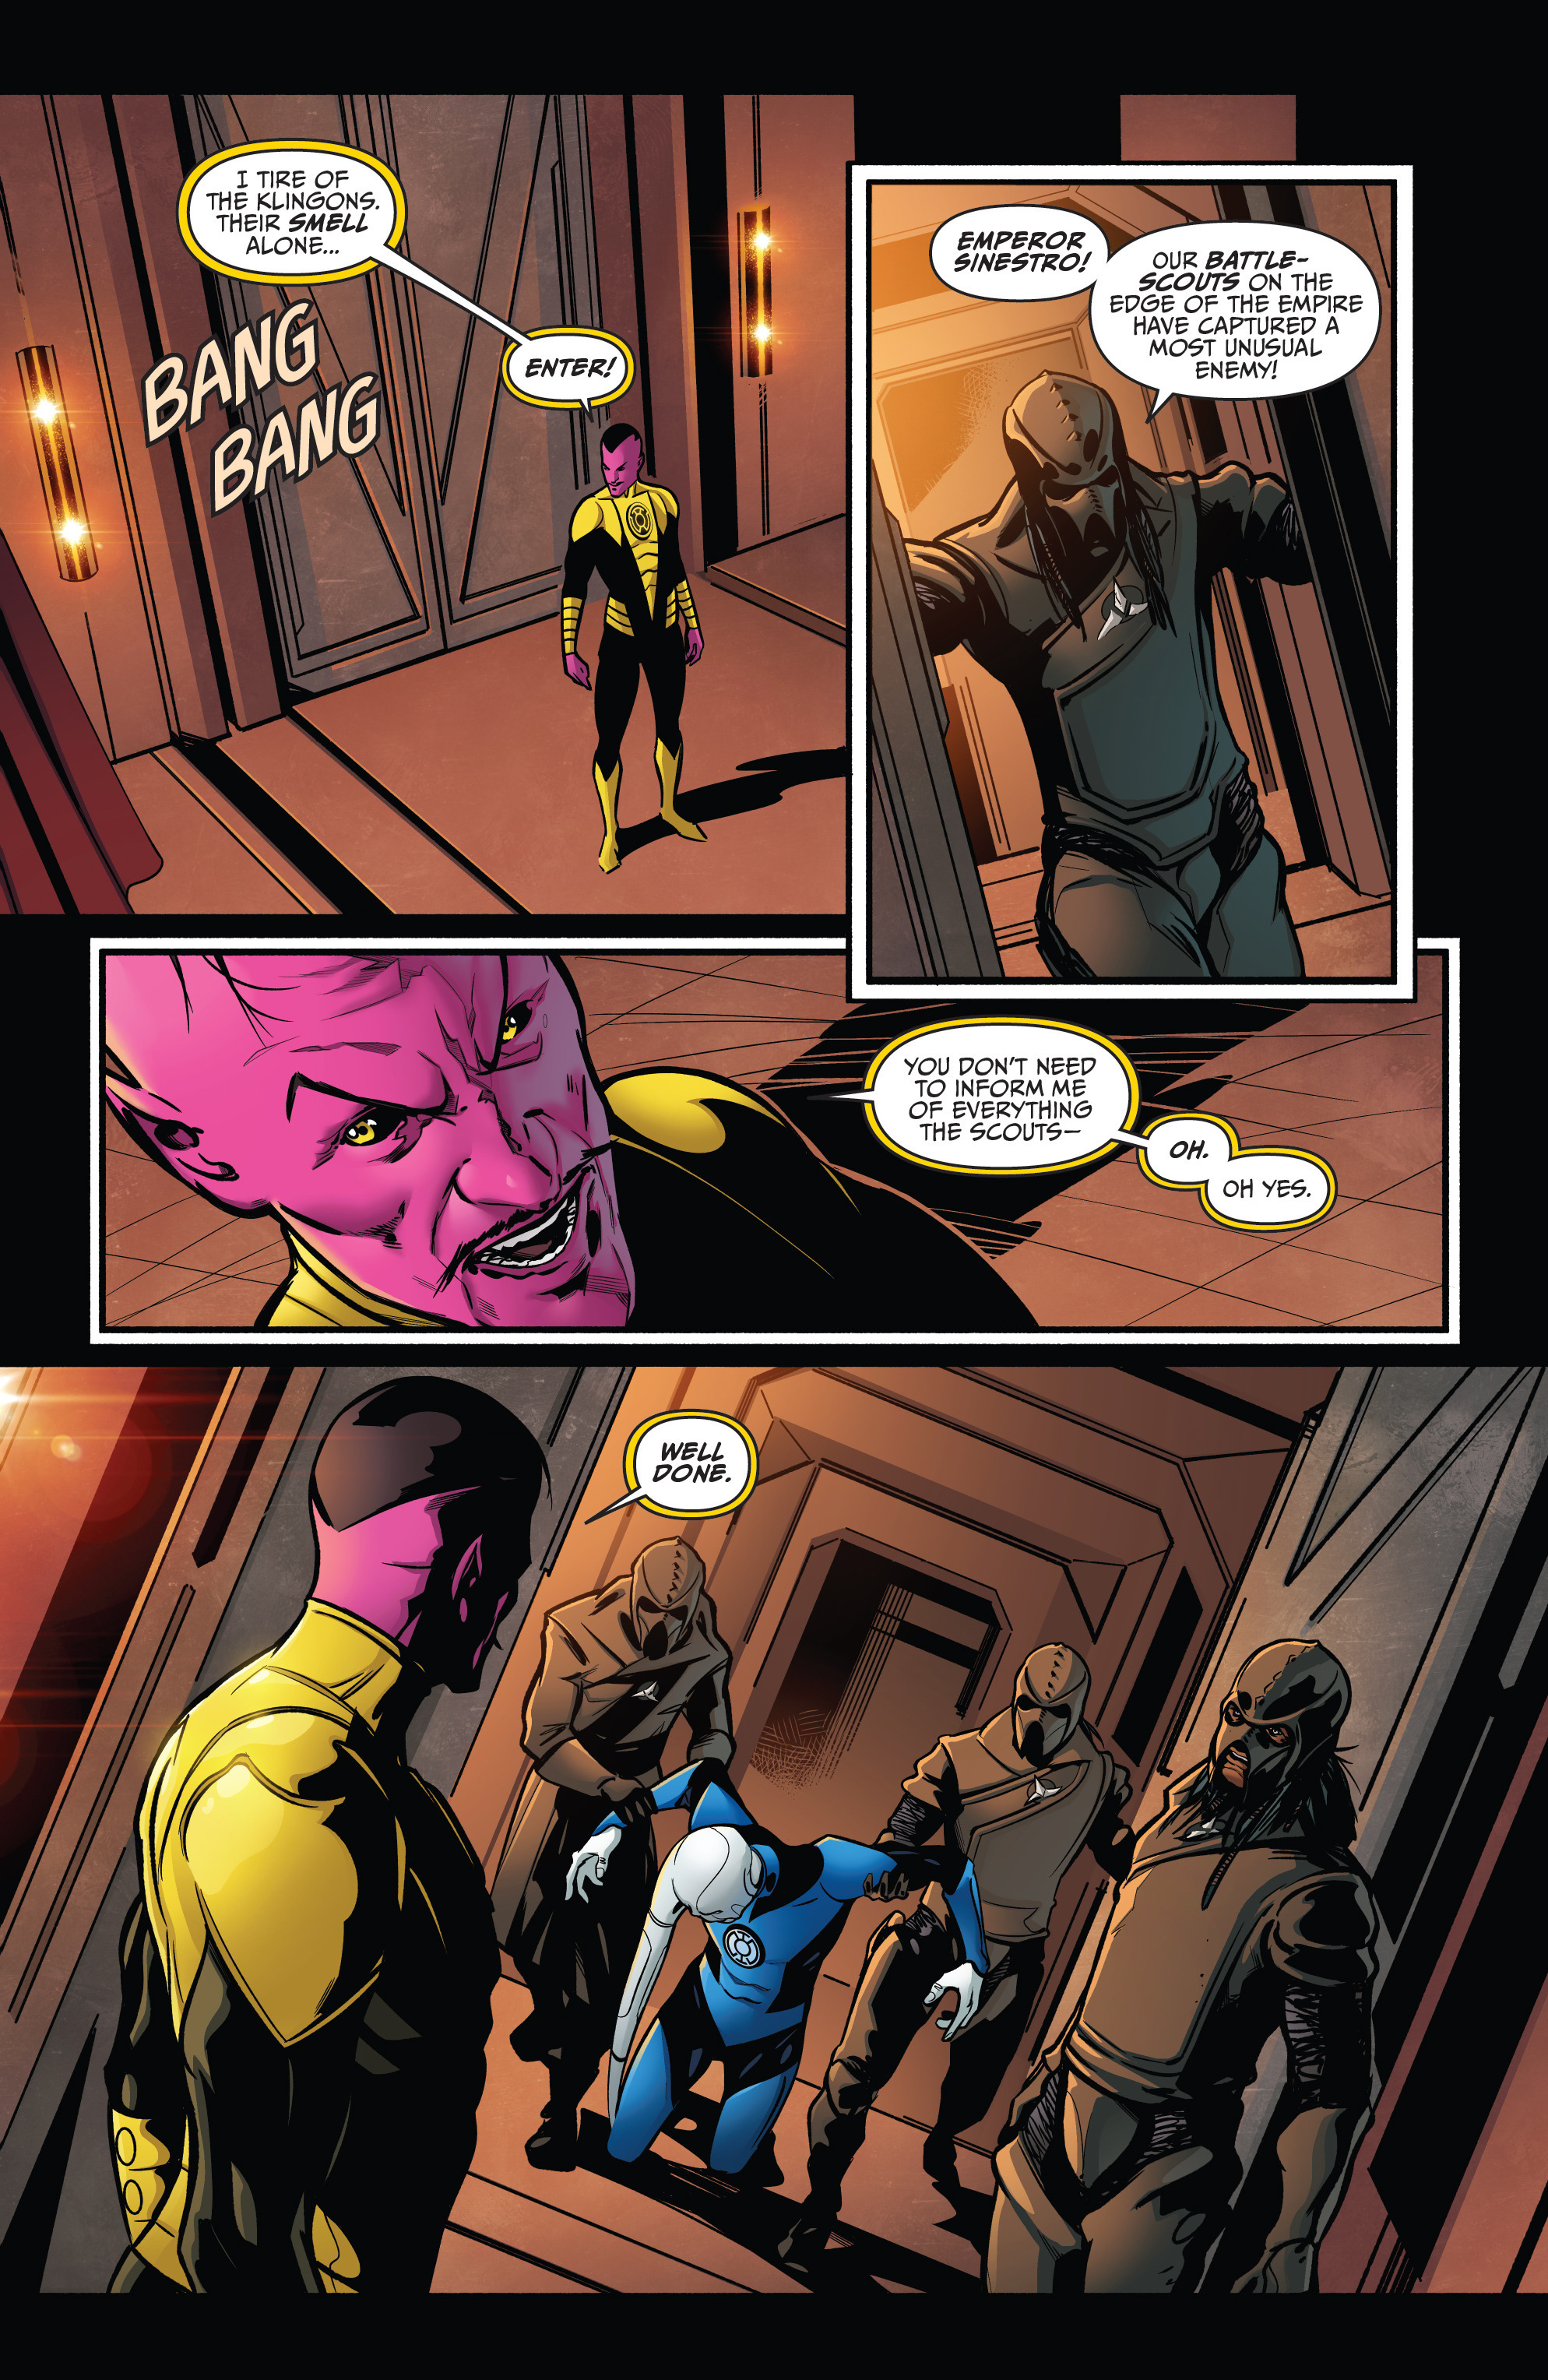 I TIRE OF
THE KLINGONS.
THEIR SMELL
ALONE...
BANG
BANG
ENTER!
EMPEROR
SINESTRO!
OUR BATTLE-
SCOUTS ON THE
EDGE OF THE EMPIRE
HAVE CAPTURED A
MOST UNUSUAL
ENEMY!
YOU DON'T NEED
TO INFORM ME
OF EVERYTHING
THE SCOUTS—
OH.
OH YES.
WELL
DONE.